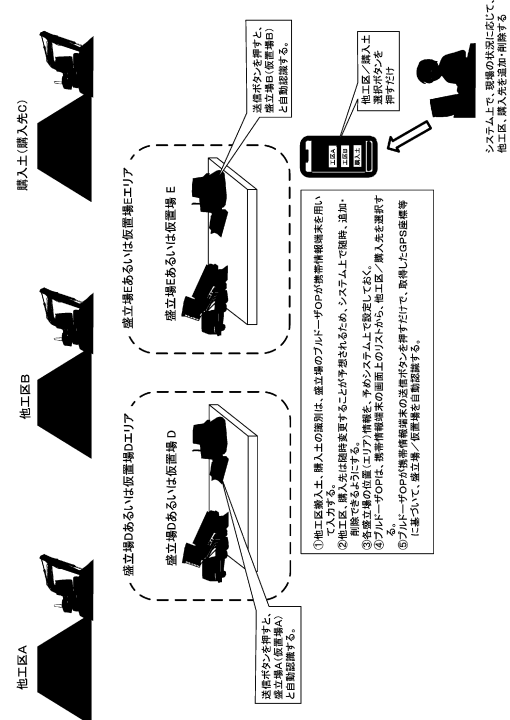 他工区A
他工区B
購入土(購入先C)
盛立場Dあるいは仮置場Dエリア
盛立場Dあるいは仮置場D
盛立場Eあるいは仮置場Eエリア
盛立場Eあるいは仮置場E
送信ボタンを押すと、
盛立場A(仮置場A)
と自動認識する。
送信ボタンを押すと、
盛立場B(仮置場B)
と自動認識する。
①他工区搬入土、購入土の識別は、盛立場のブルドーザOPが携帯情報端末を用い
て入力する。
②他工区、購入先は随時変更することが予想されるため、システム上で随時、追加・
削除できるようにする。
③各盛立場の位置(エリア)情報を、予めシステム上で設定しておく。
④ブルドーザOPは、携帯情報端末の画面上のリストから、他工区/購入先を選択す
る。
⑤ブルドーザOPが携帯情報端末の送信ボタンを押すだけで、取得したGPS座標等
に基づいて、盛立場/仮置場を自動認識する。
工区A
工区B
購入土
他工区/購入土
選択ボタンを
押すだけ
システム上で、現場の状況に応じて、
他工区、購入先を追加・削除する